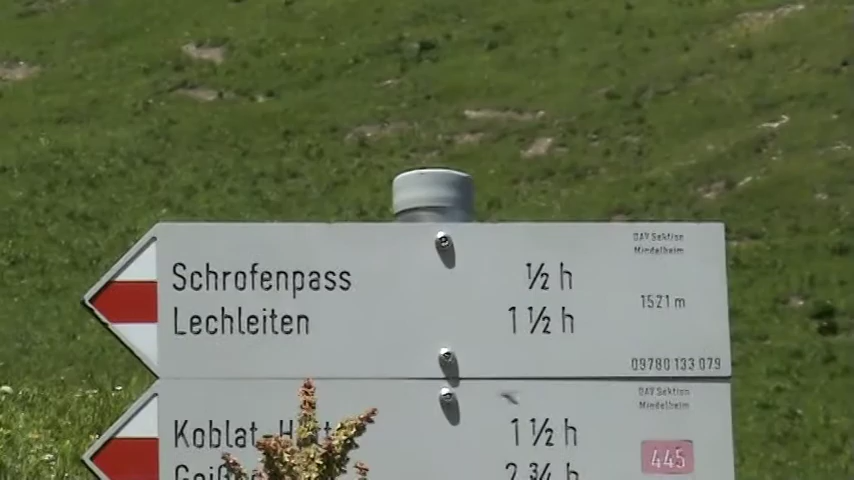 Schrofenpass ½ h
Lechleiten 1 ½ h
DAV Sektion
Mindelheim
1521 m
09780 133 079
Koblat 1 ½ h
2 ¾ h
DAV Sektion
Mindelheim
445